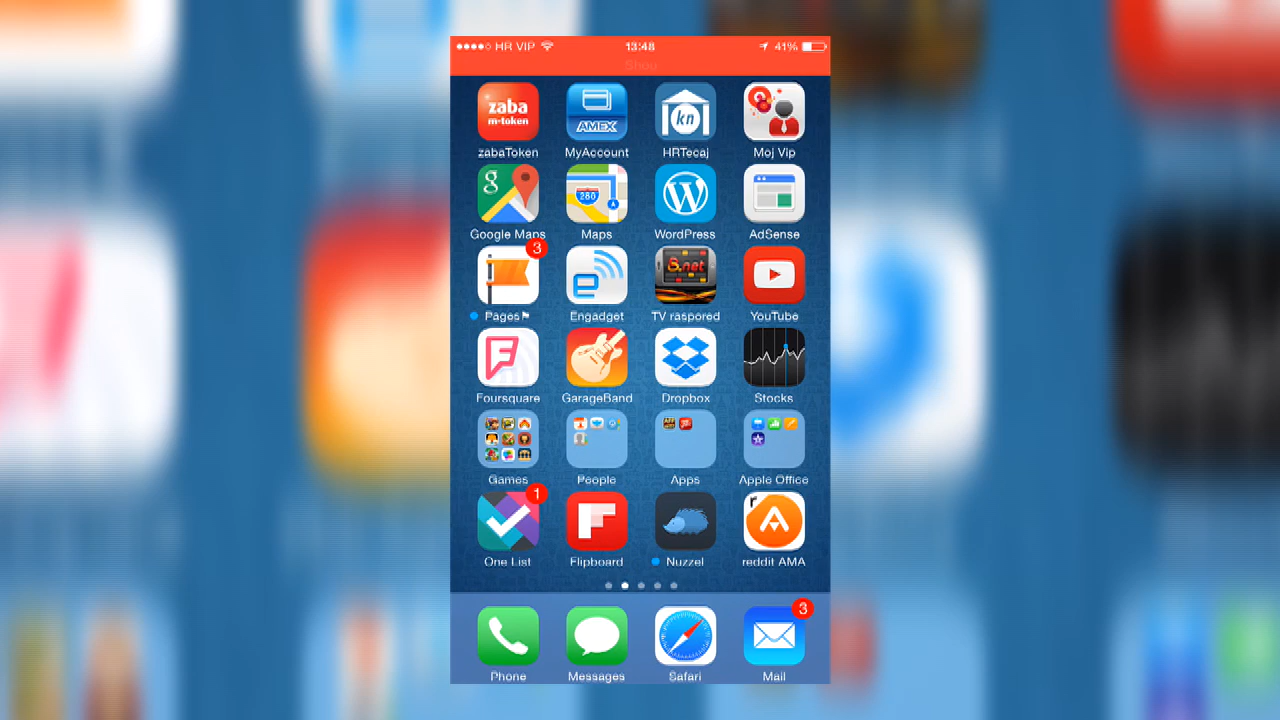 HR VIP 13:48 41%
zaba
m-token
AMEX
kn
zabaToken MyAccount HRTecaj Moj Vip
g
280
Google Maps Maps WordPress AdSense
3
8.net
Pages Engadget TV raspored YouTube
Foursquare GarageBand Dropbox Stocks
Games People Apps Apple Office
1
r
One List Flipboard Nuzzel reddit AMA
3
Phone Messages Safari Mail